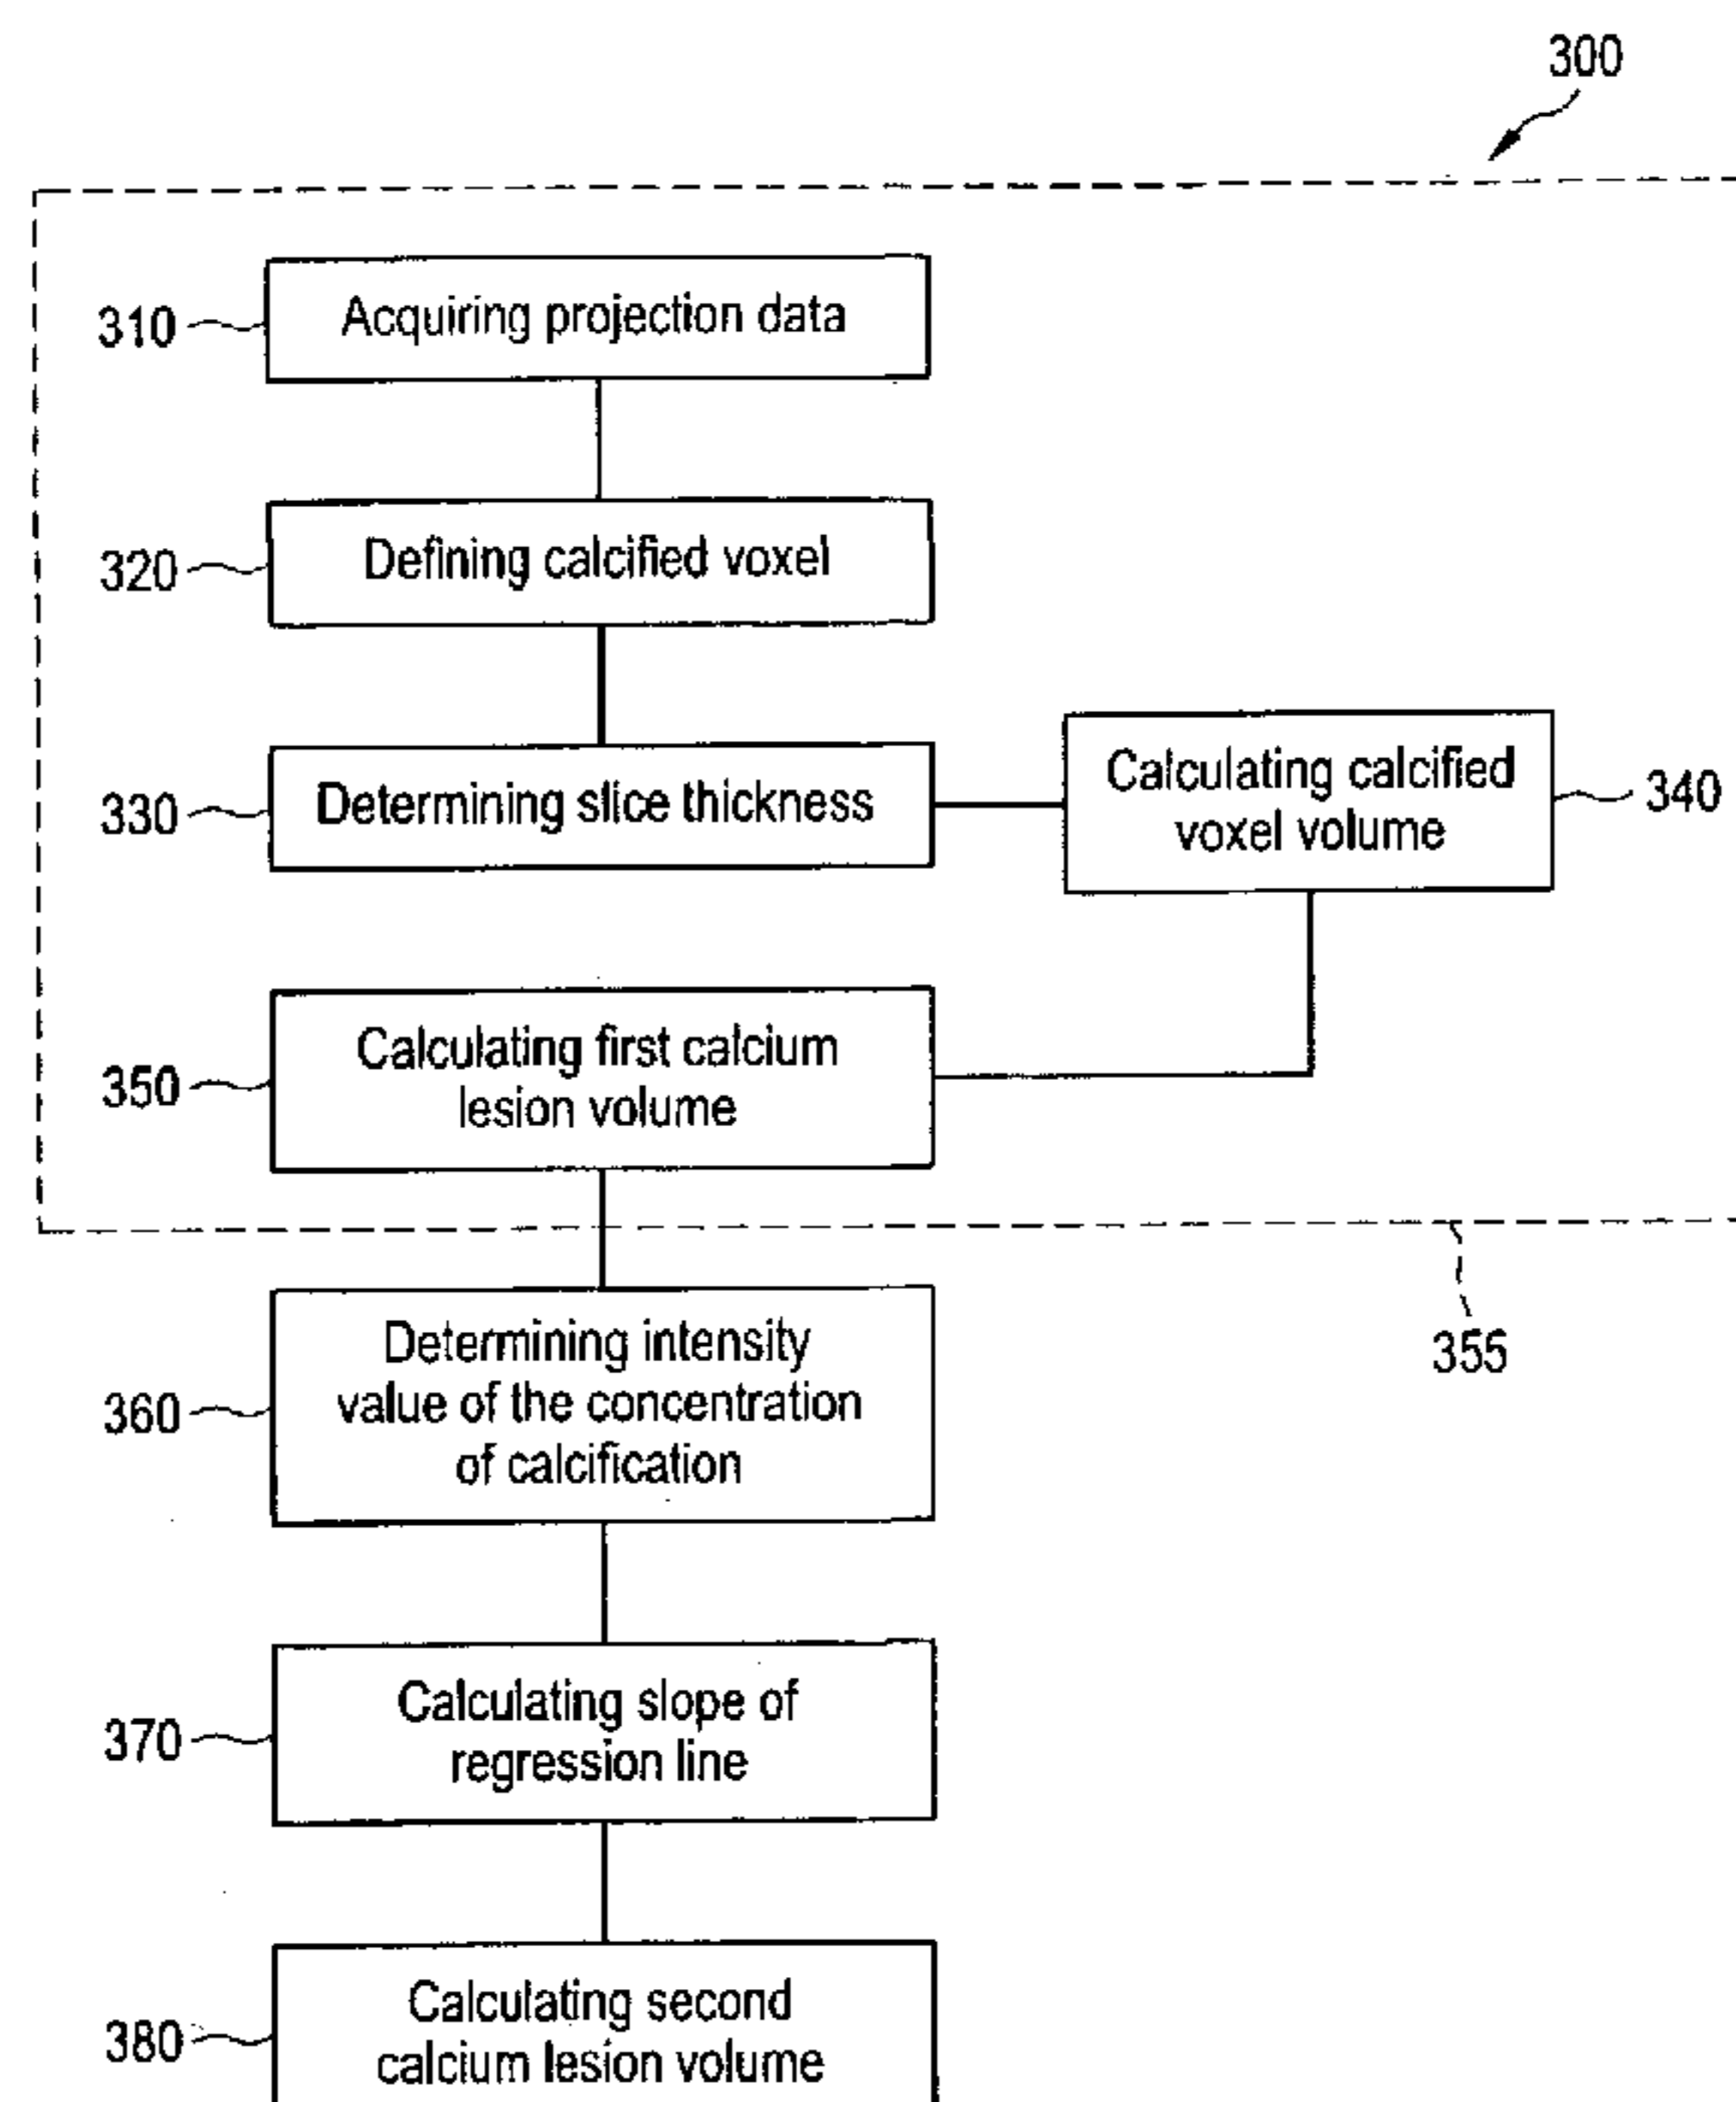 300
310
Acquiring projection data
320
Defining calcified voxel
330
Determining slice thickness
Calculating calcified
voxel volume
340
350
Calculating first calcium
lesion volume
355
360
Determining intensity
value of the concentration
of calcification
370
Calculating slope of
regression line
380
Calculating second
calcium lesion volume